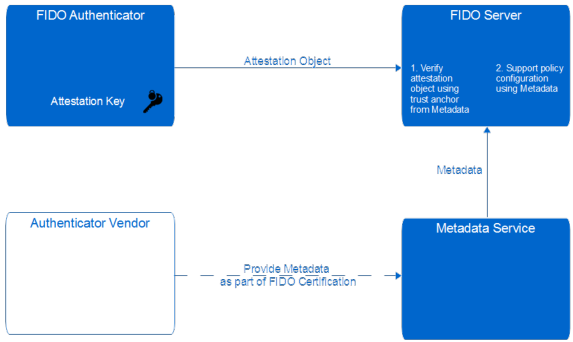 FIDO Authenticator
Attestation Key
Attestation Object
FIDO Server
1. Verify
attestation
object using
trust anchor
from Metadata
2. Support policy
configuration
using Metadata
Metadata
Authenticator Vendor
Provide Metadata
as part of FIDO Certification
Metadata Service